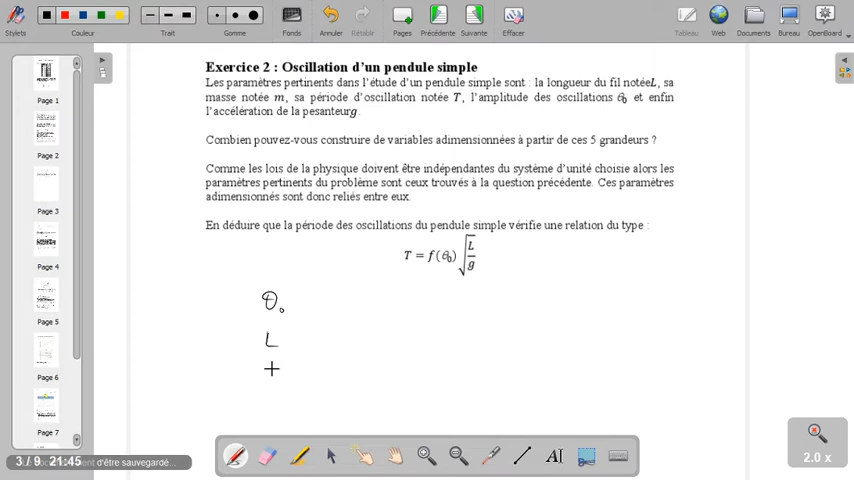 Stylets
Couleur
Trait
Gomme
Fonds
Annuler
Rétablir
Pages
Précédente
Suivante
Effacer
Tableau
Web
Documents
Bureau
OpenBoard
Page 1
Page 2
Page 3
Page 4
Page 5
Page 6
Page 7
Exercice 2 : Oscillation d'un pendule simple
Les paramètres pertinents dans l'étude d'un pendule simple sont : la longueur du fil notéeL, sa
masse notée m, sa période d'oscillation notée T, l'amplitude des oscillations θ₀ et enfin
l'accélération de la pesanteurg.
Combien pouvez-vous construire de variables adimensionnées à partir de ces 5 grandeurs ?
Comme les lois de la physique doivent être indépendantes du système d'unité choisie alors les
paramètres pertinents du problème sont ceux trouvés à la question précédente. Ces paramètres
adimensionnés sont donc reliés entre eux.
En déduire que la période des oscillations du pendule simple vérifie une relation du type :
T = f(θ₀) √(L/g)
θ₀
L
3 / 9 21:45
d'être sauvegardé...
2.0 x